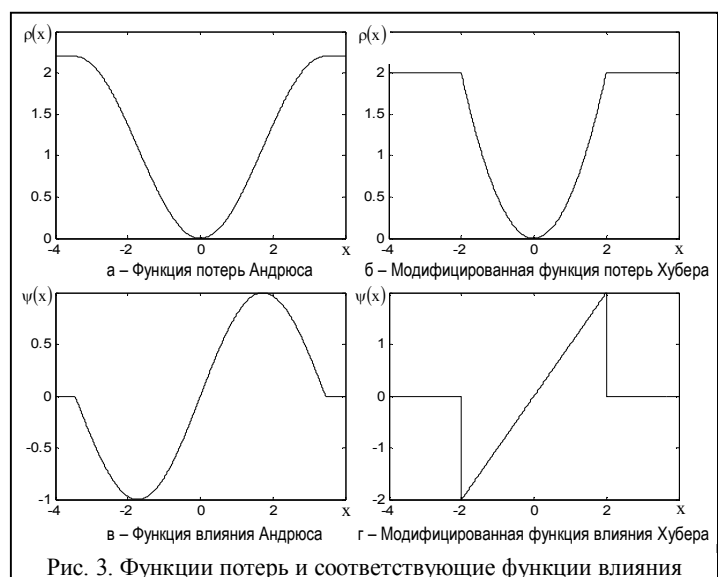 ρ(x) ρ(x)
2 2
1.5 1.5
1 1
0.5 0.5
0 0
-4 -2 0 2 x -4 -2 0 2 x
а – Функция потерь Андрюса б – Модифицированная функция потерь Хубера
ψ(x) ψ(x)
0.5 1
0 0
-0.5 -1
-1 -2
-4 -2 0 2 x -4 -2 0 2 x
в – Функция влияния Андрюса г – Модифицированная функция влияния Хубера
Рис. 3. Функции потерь и соответствующие функции влияния